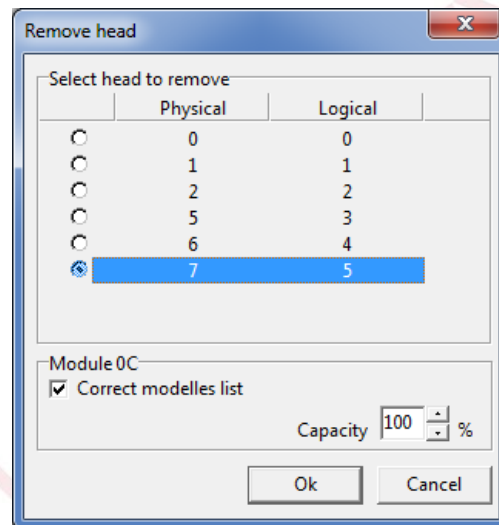 Remove head
Select head to remove
Physical Logical
0 0
1 1
2 2
5 3
6 4
7 5
Module 0C
Correct modelles list
Capacity 100 %
Ok Cancel